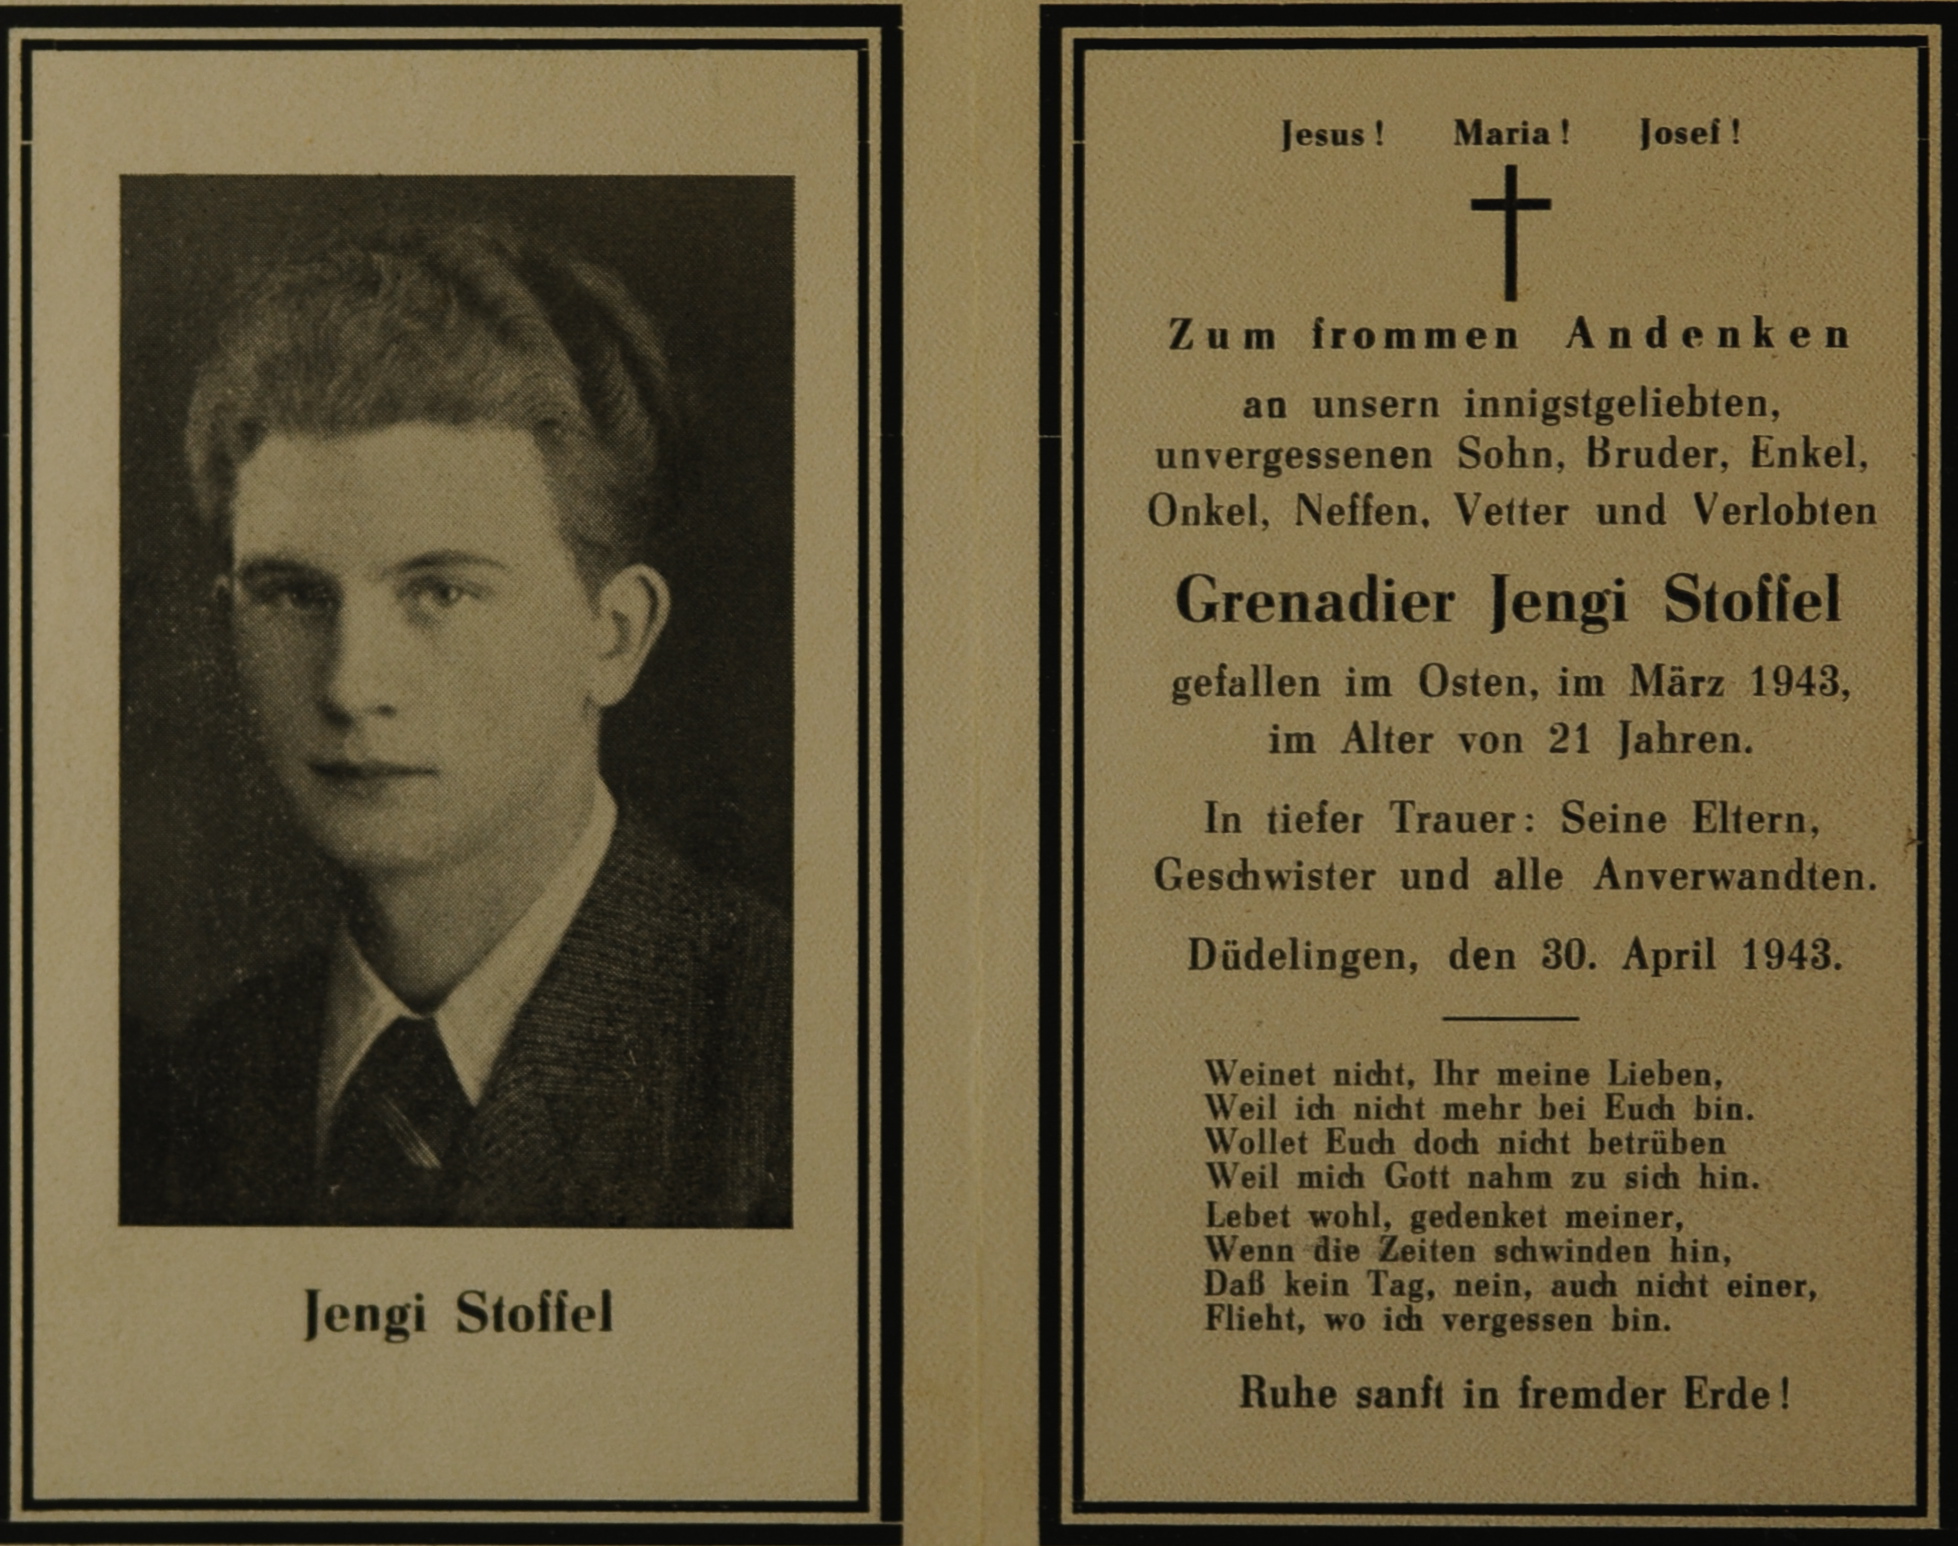 Jengi Stoffel
Jesus ! Maria ! Josef !
Zum frommen Andenken
an unsern innigstgeliebten,
unvergessenen Sohn, Bruder, Enkel,
Onkel, Neffen, Vetter und Verlobten
Grenadier Jengi Stoffel
gefallen im Osten, im März 1943,
im Alter von 21 Jahren.
In tiefer Trauer: Seine Eltern,
Geschwister und alle Anverwandten.
Düdelingen, den 30. April 1943.
Weinet nicht, Ihr meine Lieben,
Weil ich nicht mehr bei Euch bin.
Wollet Euch doch nicht betrüben
Weil mich Gott nahm zu sich hin.
Lebet wohl, gedenket meiner,
Wenn die Zeiten schwinden hin,
Daß kein Tag, nein, auch nicht einer,
Flieht, wo ich vergessen bin.
Ruhe sanft in fremder Erde !